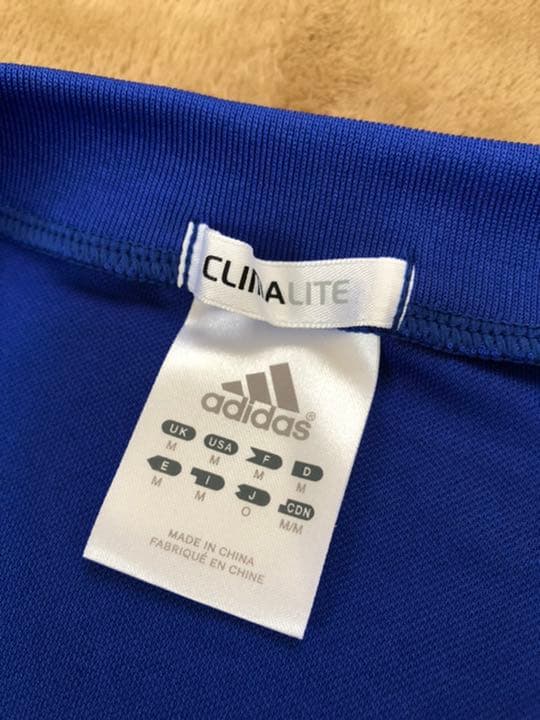 CLIMALITE
adidas®
UK USA F D
M M M M
E I J CDN
M M O M/M
MADE IN CHINA
FABRIQUÉ EN CHINE